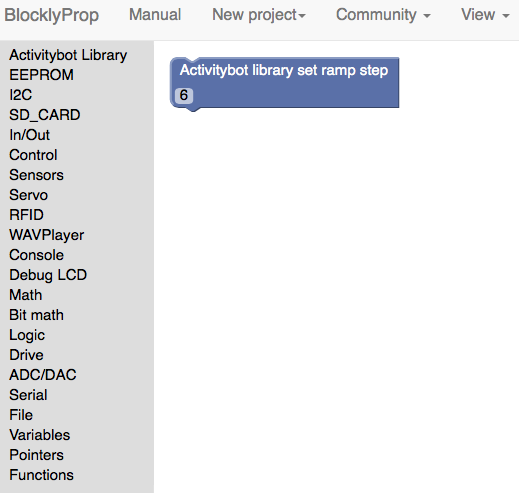 BlocklyProp Manual New project Community View
Activitybot Library
EEPROM
I2C
SD_CARD
In/Out
Control
Sensors
Servo
RFID
WAVPlayer
Console
Debug LCD
Math
Bit math
Logic
Drive
ADC/DAC
Serial
File
Variables
Pointers
Functions
Activitybot library set ramp step
6